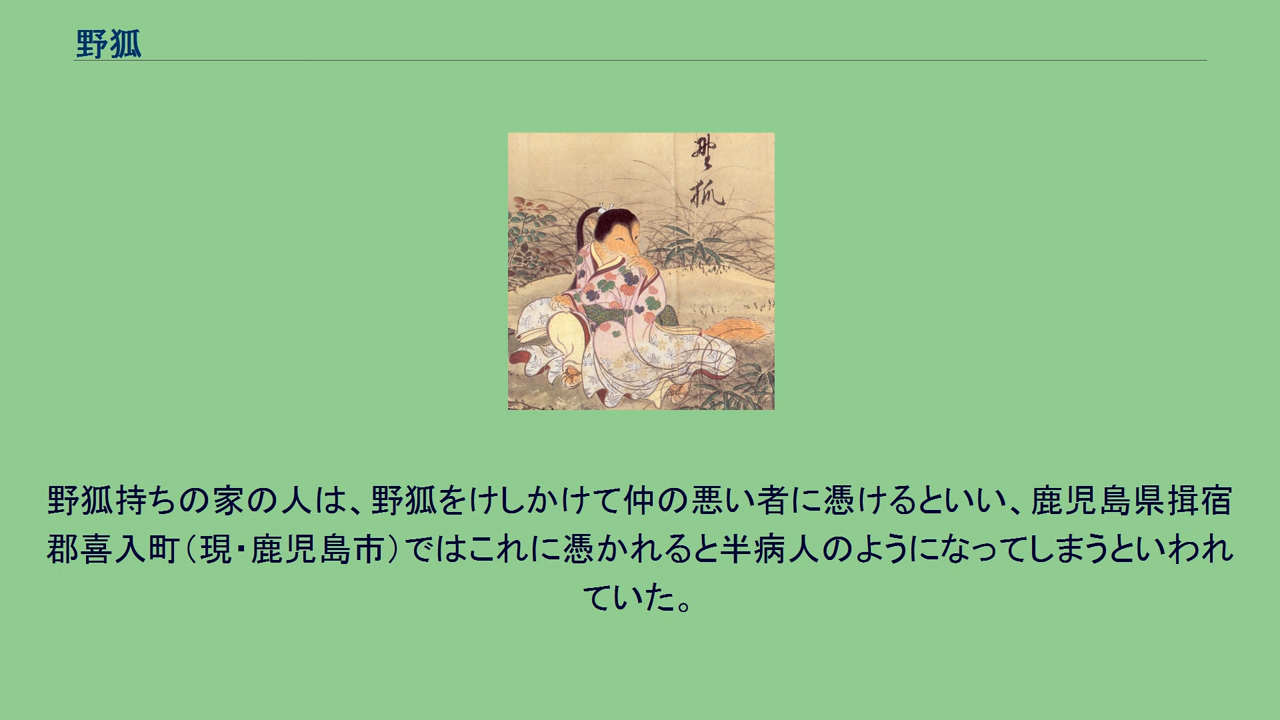 野狐
野狐
野狐持ちの家の人は、野狐をけしかけて仲の悪い者に憑けるといい、鹿児島県揖宿
郡喜入町（現・鹿児島市）ではこれに憑かれると半病人のようになってしまうといわれ
ていた。